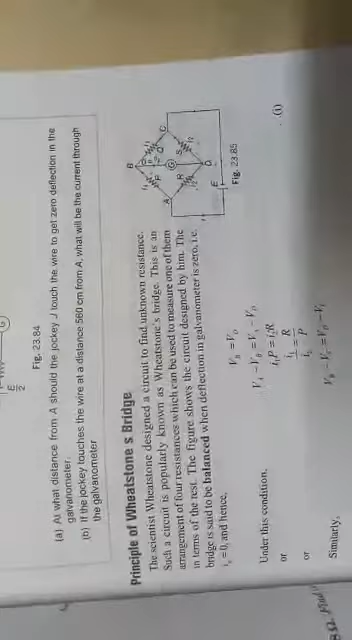 E
2
G
Fig. 23.84
(a) At what distance from A should the jockey J touch the wire to get zero deflection in the
galvanometer.
(b) If the jockey touches the wire at a distance 560 cm from A, what will be the current through
the galvanometer
Principle of Wheatstone s Bridge
The scientist Wheatstone designed a circuit to find unknown resistance.
Such a circuit is popularly known as Wheatstone's bridge. This is an
arrangement of four resistances which can be used to measure one of them
in terms of the rest. The figure shows the circuit designed by him. The
bridge is said to be balanced when deflection in galvanometer is zero, i.e.
i_g = 0, and hence,
B
P
Q
A
C
G
R
S
D
E
Fig. 23.85
V_B = V_D
Under this condition,
V_A − V_B = V_A − V_D
or
i_1 P = i_2 R
or
i_1/i_2 = R/P
...(i)
Similarly,
V_B − V_C = V_D − V_C
8Ω. Find